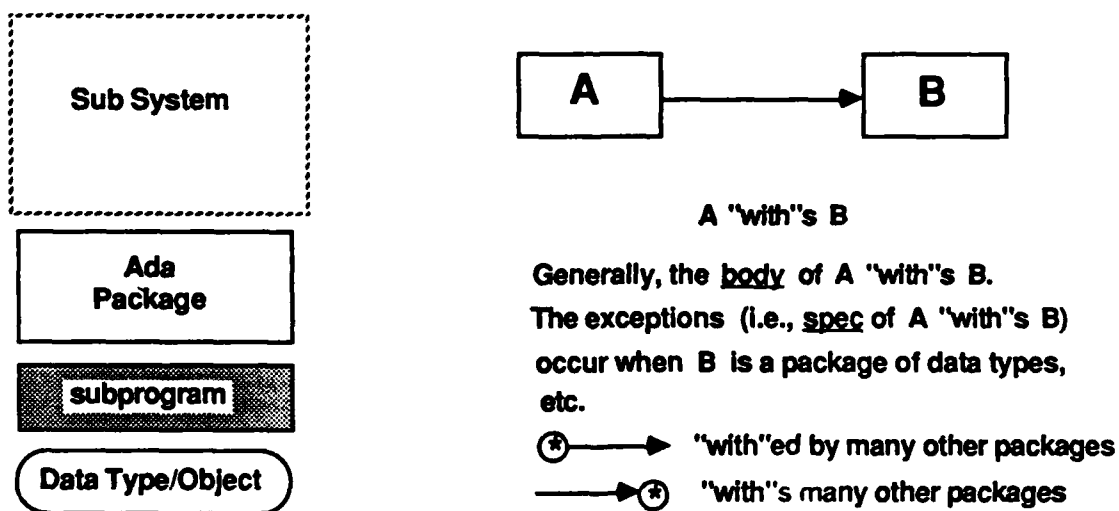 Sub System
Ada
Package
subprogram
Data Type/Object
A
B
A "with"s B
Generally, the body of A "with"s B.
The exceptions (i.e., spec of A "with"s B)
occur when B is a package of data types,
etc.
* "with"ed by many other packages
* "with"s many other packages